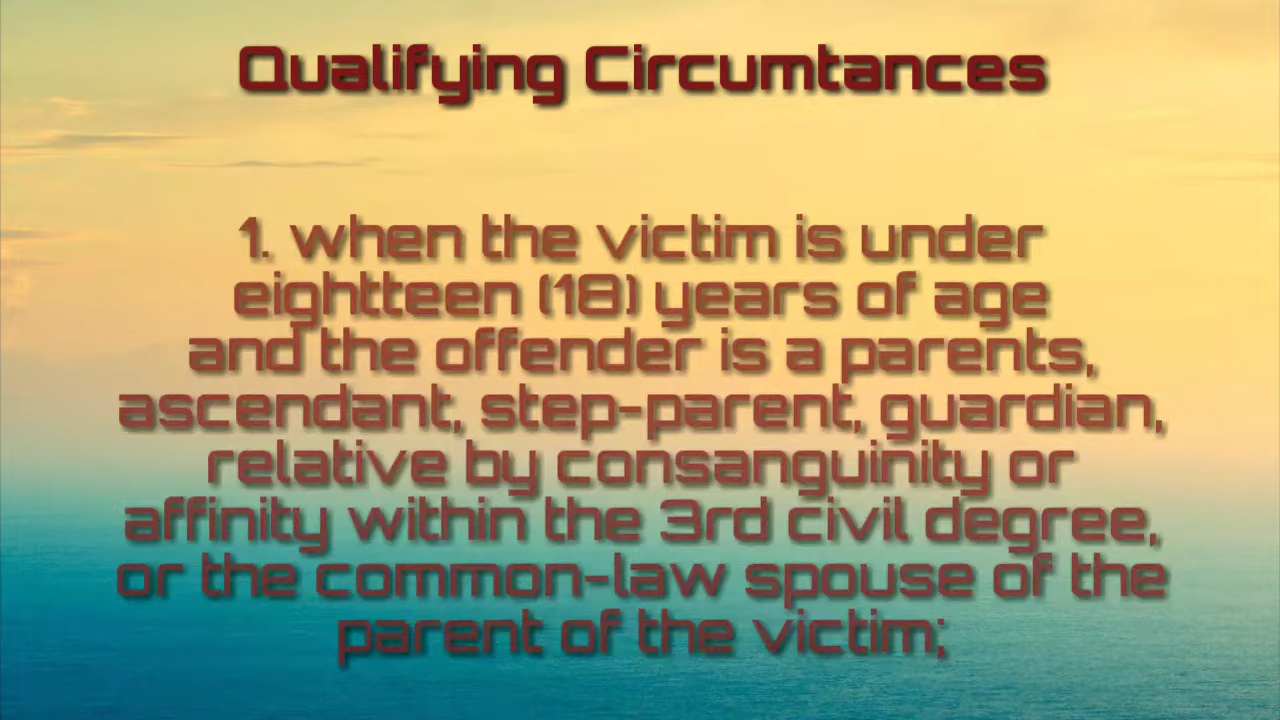 Qualifying Circumtances
1. when the victim is under
eightteen (18) years of age
and the offender is a parents,
ascendant, step-parent, guardian,
relative by consanguinity or
affinity within the 3rd civil degree,
or the common-law spouse of the
parent of the victim;